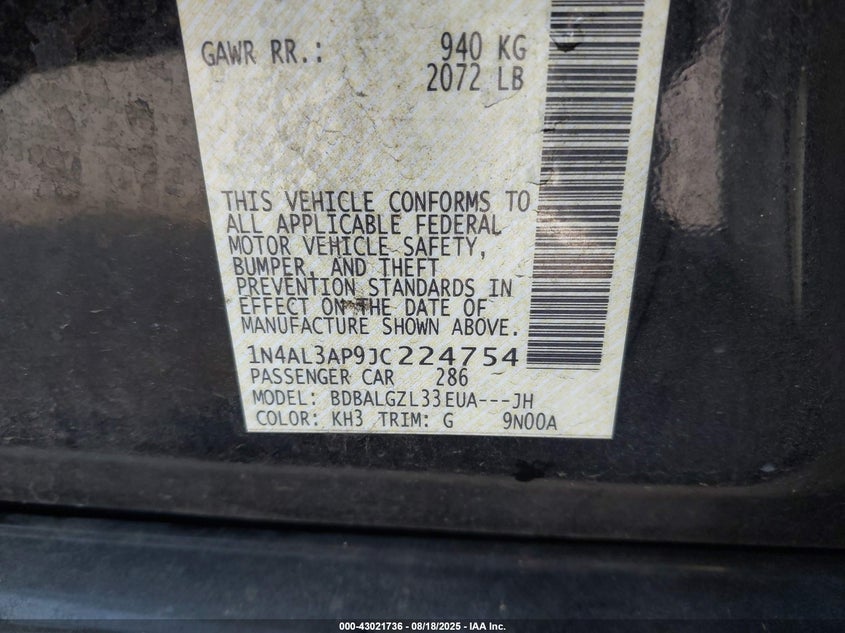 GAWR RR.: 940 KG
2072 LB
THIS VEHICLE CONFORMS TO
ALL APPLICABLE FEDERAL
MOTOR VEHICLE SAFETY,
BUMPER, AND THEFT
PREVENTION STANDARDS IN
EFFECT ON THE DATE OF
MANUFACTURE SHOWN ABOVE.
1N4AL3AP9JC224754
PASSENGER CAR 286
MODEL: BDBALGZL33EUA---JH
COLOR: KH3 TRIM: G 9N00A
000-43021736 - 08/18/2025 - IAA Inc.